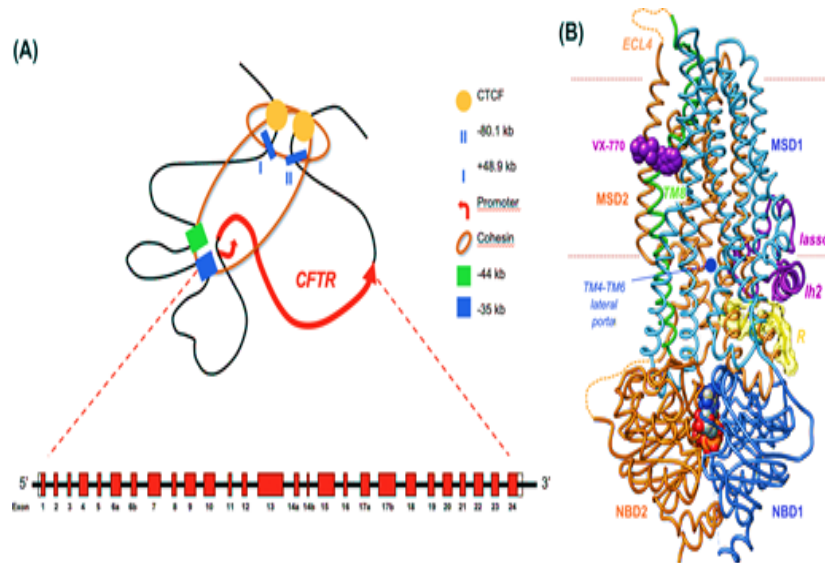 (A)
CTCF
II
-80.1 kb
I
+48.9 kb
Promoter
Cohesin
-44 kb
-35 kb
I
II
CFTR
5'
3'
Exon 1 2 3 4 5 6a 6b 7 8 9 10 11 12 13 14a 14b 15 16 17a 17b 18 19 20 21 22 23 24
(B)
ECL4
VX-770
MSD1
MSD2
TM8
lasso
lh2
TM4-TM6
lateral
portal
R
NBD2
NBD1